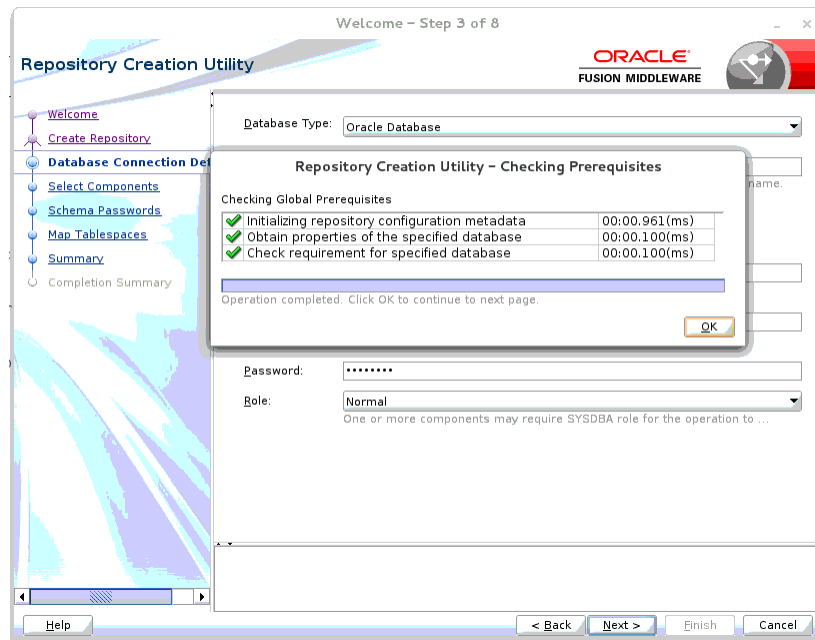 Welcome – Step 3 of 8
Repository Creation Utility
ORACLE
FUSION MIDDLEWARE
Welcome
Create Repository
Database Connection Det
Select Components
Schema Passwords
Map Tablespaces
Summary
Completion Summary
Database Type: Oracle Database
name.
Repository Creation Utility – Checking Prerequisites
Checking Global Prerequisites
Initializing repository configuration metadata 00:00.961(ms)
Obtain properties of the specified database 00:00.100(ms)
Check requirement for specified database 00:00.100(ms)
Operation completed. Click OK to continue to next page.
OK
Password: ••••••••
Role: Normal
One or more components may require SYSDBA role for the operation to ...
Help < Back Next > Finish Cancel